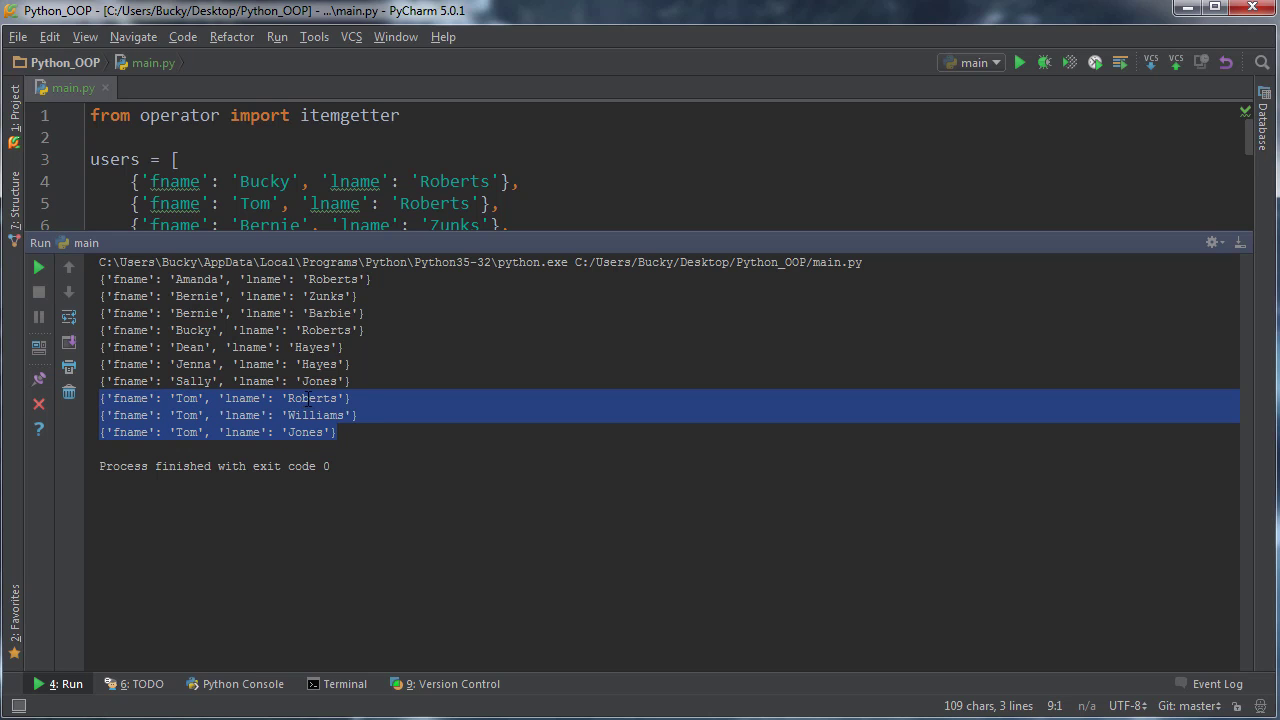 Python_OOP - [C:/Users/Bucky/Desktop/Python_OOP] - ...\main.py - PyCharm 5.0.1
File Edit View Navigate Code Refactor Run Tools VCS Window Help
Python_OOP main.py main VCS VCS
main.py
1: Project
7: Structure
2: Favorites
Database
1 from operator import itemgetter
2
3 users = [
4 {'fname': 'Bucky', 'lname': 'Roberts'},
5 {'fname': 'Tom', 'lname': 'Roberts'},
6 {'fname': 'Bernie', 'lname': 'Zunks'},
Run main
C:\Users\Bucky\AppData\Local\Programs\Python\Python35-32\python.exe C:/Users/Bucky/Desktop/Python_OOP/main.py
{'fname': 'Amanda', 'lname': 'Roberts'}
{'fname': 'Bernie', 'lname': 'Zunks'}
{'fname': 'Bernie', 'lname': 'Barbie'}
{'fname': 'Bucky', 'lname': 'Roberts'}
{'fname': 'Dean', 'lname': 'Hayes'}
{'fname': 'Jenna', 'lname': 'Hayes'}
{'fname': 'Sally', 'lname': 'Jones'}
{'fname': 'Tom', 'lname': 'Roberts'}
{'fname': 'Tom', 'lname': 'Williams'}
{'fname': 'Tom', 'lname': 'Jones'}
Process finished with exit code 0
4: Run 6: TODO Python Console Terminal 9: Version Control Event Log
109 chars, 3 lines 9:1 n/a UTF-8 Git: master